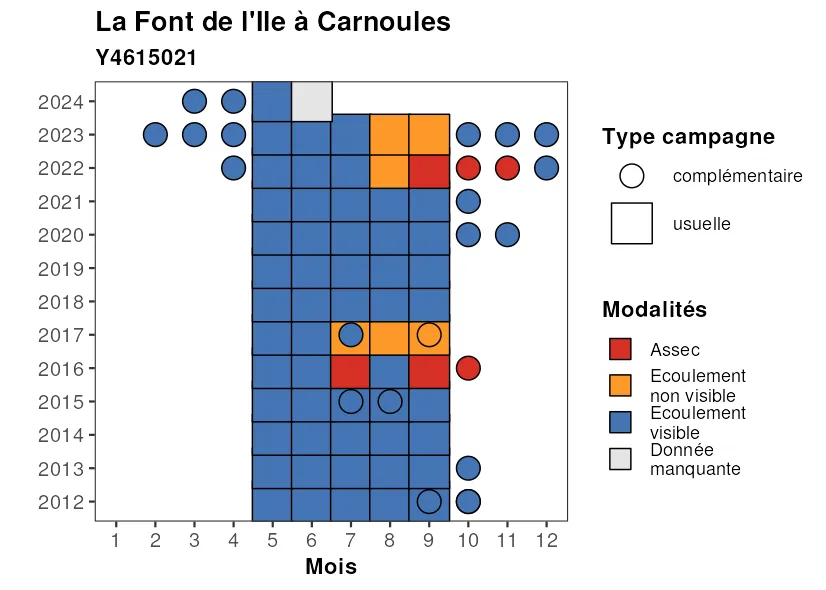 La Font de l'Ile à Carnoules
Y4615021
2024
2023
2022
2021
2020
2019
2018
2017
2016
2015
2014
2013
2012
1 2 3 4 5 6 7 8 9 10 11 12
Mois
Type campagne
complémentaire
usuelle
Modalités
Assec
Ecoulement
non visible
Ecoulement
visible
Donnée
manquante